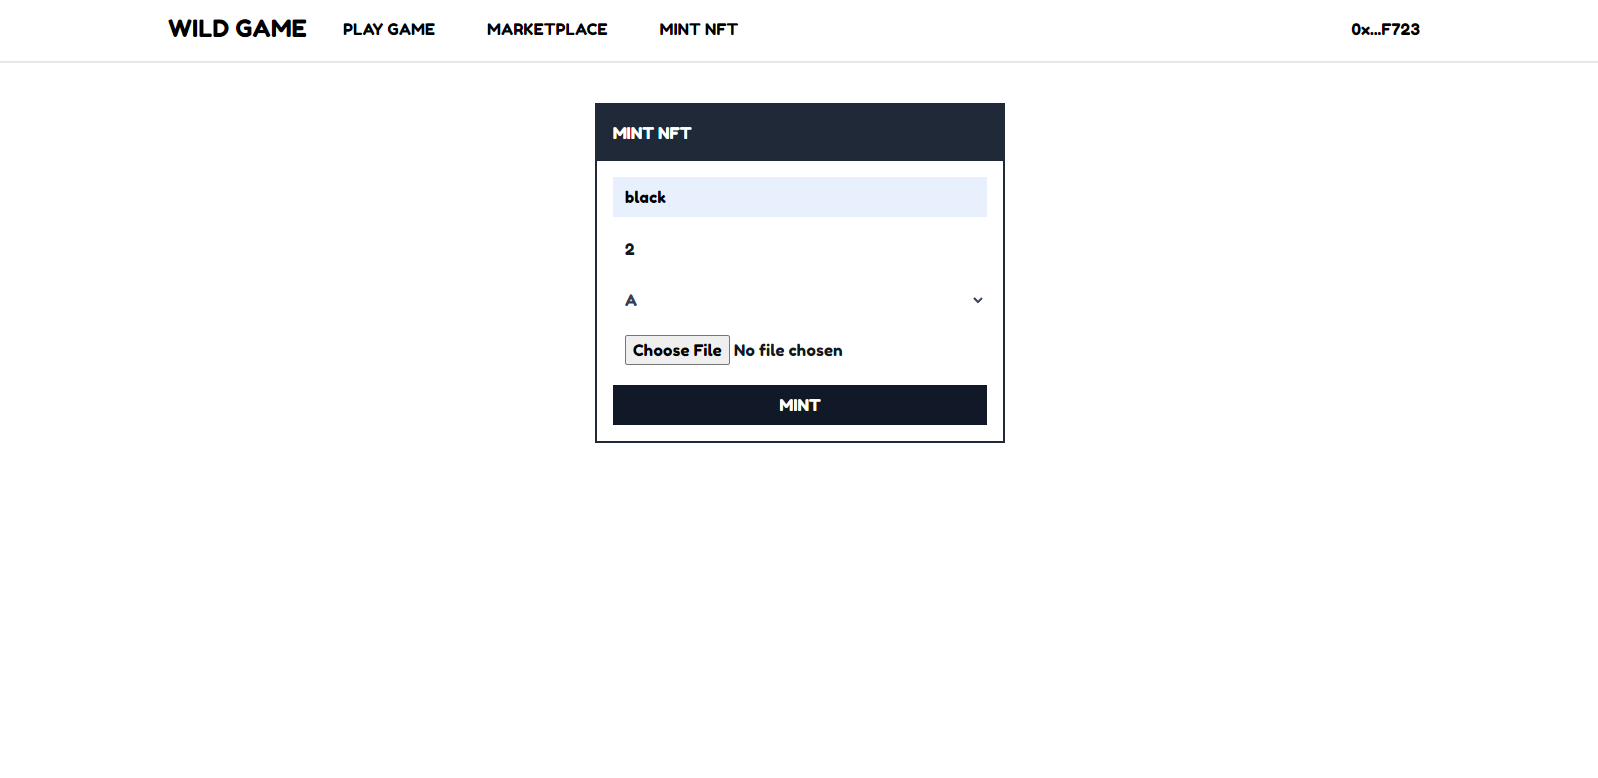 WILD GAME PLAY GAME MARKETPLACE MINT NFT 0x...F723
MINT NFT
black
2
A
Choose File No file chosen
MINT